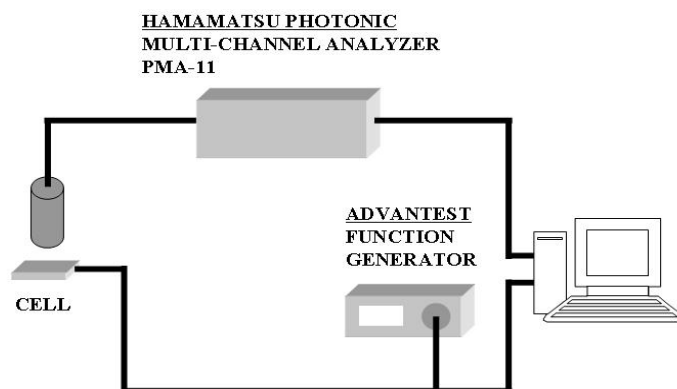 HAMAMATSU PHOTONIC
MULTI-CHANNEL ANALYZER
PMA-11
ADVANTEST
FUNCTION
GENERATOR
CELL